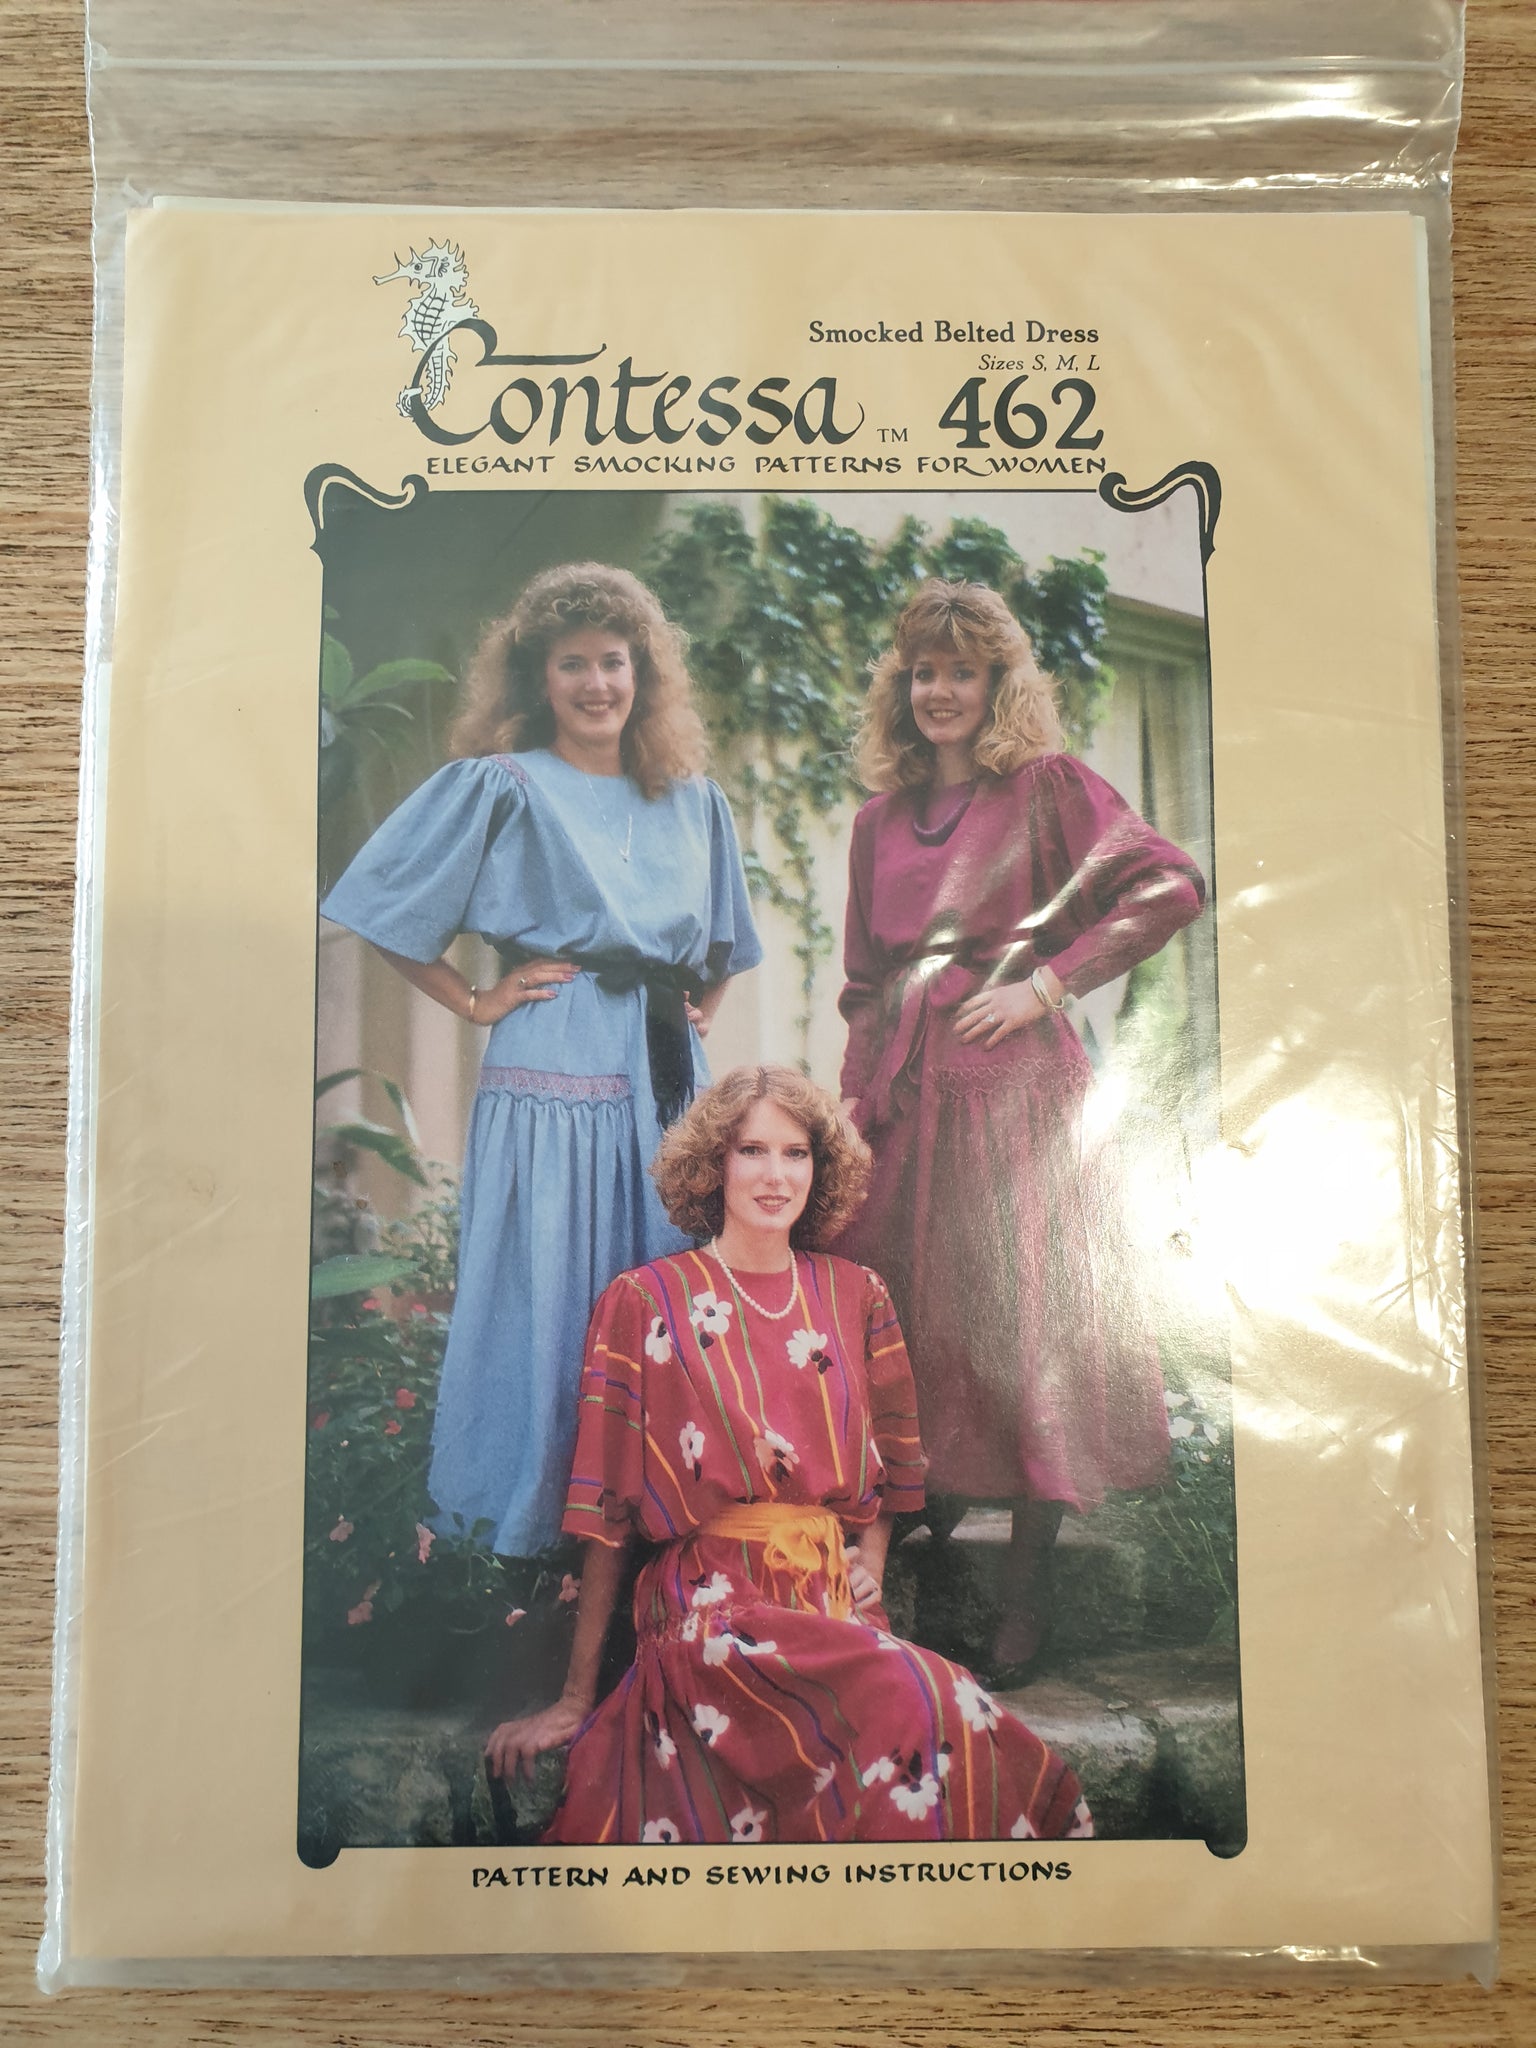 Smocked Belted Dress
Sizes S, M, L
Contessa TM 462
ELEGANT SMOCKING PATTERNS FOR WOMEN
PATTERN AND SEWING INSTRUCTIONS